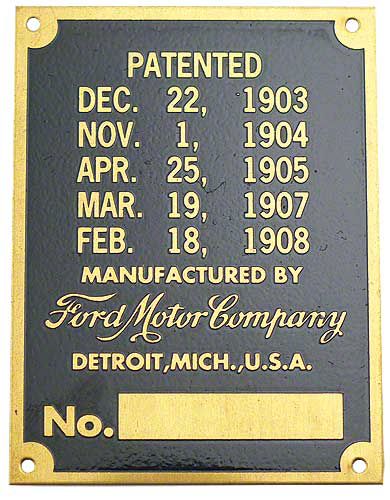 PATENTED
DEC. 22, 1903
NOV. 1, 1904
APR. 25, 1905
MAR. 19, 1907
FEB. 18, 1908
MANUFACTURED BY
Ford Motor Company
DETROIT, MICH., U.S.A.
No.